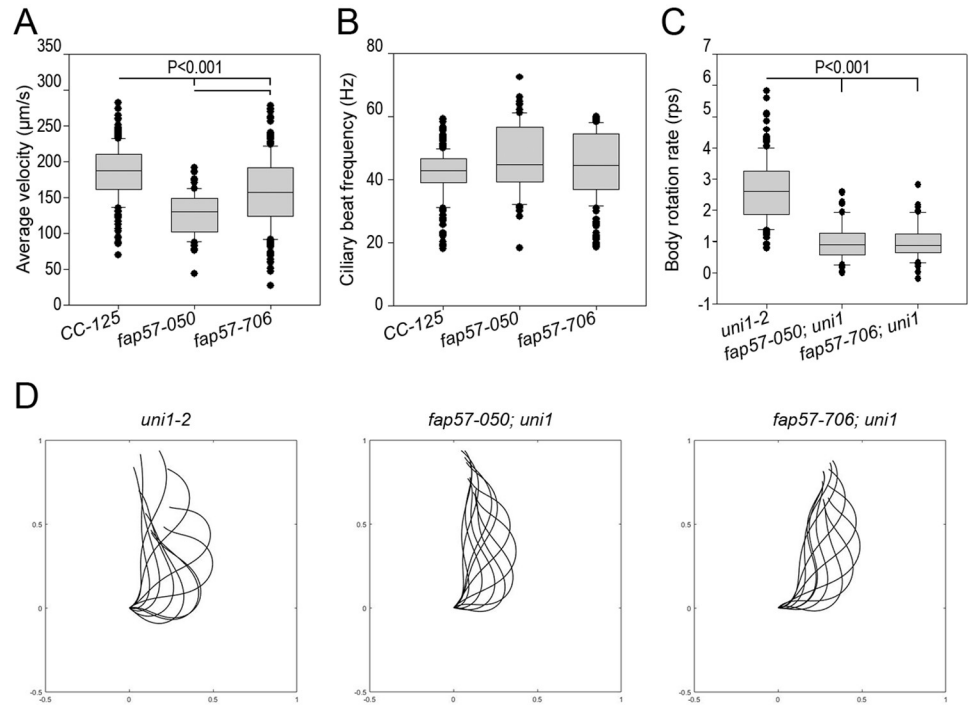 A
B
C
350
300
250
200
150
100
50
0
Average velocity (μm/s)
P<0.001
CC-125
fap57-050
fap57-706
80
60
40
20
0
Ciliary beat frequency (Hz)
CC-125
fap57-050
fap57-706
7
6
5
4
3
2
1
0
-1
Body rotation rate (rps)
P<0.001
uni1-2
fap57-050; uni1
fap57-706; uni1
D
uni1-2
fap57-050; uni1
fap57-706; uni1
1
0.5
0
-0.5
-0.5
0
0.5
1
1
0.5
0
-0.5
-0.5
0
0.5
1
1
0.5
0
-0.5
-0.5
0
0.5
1